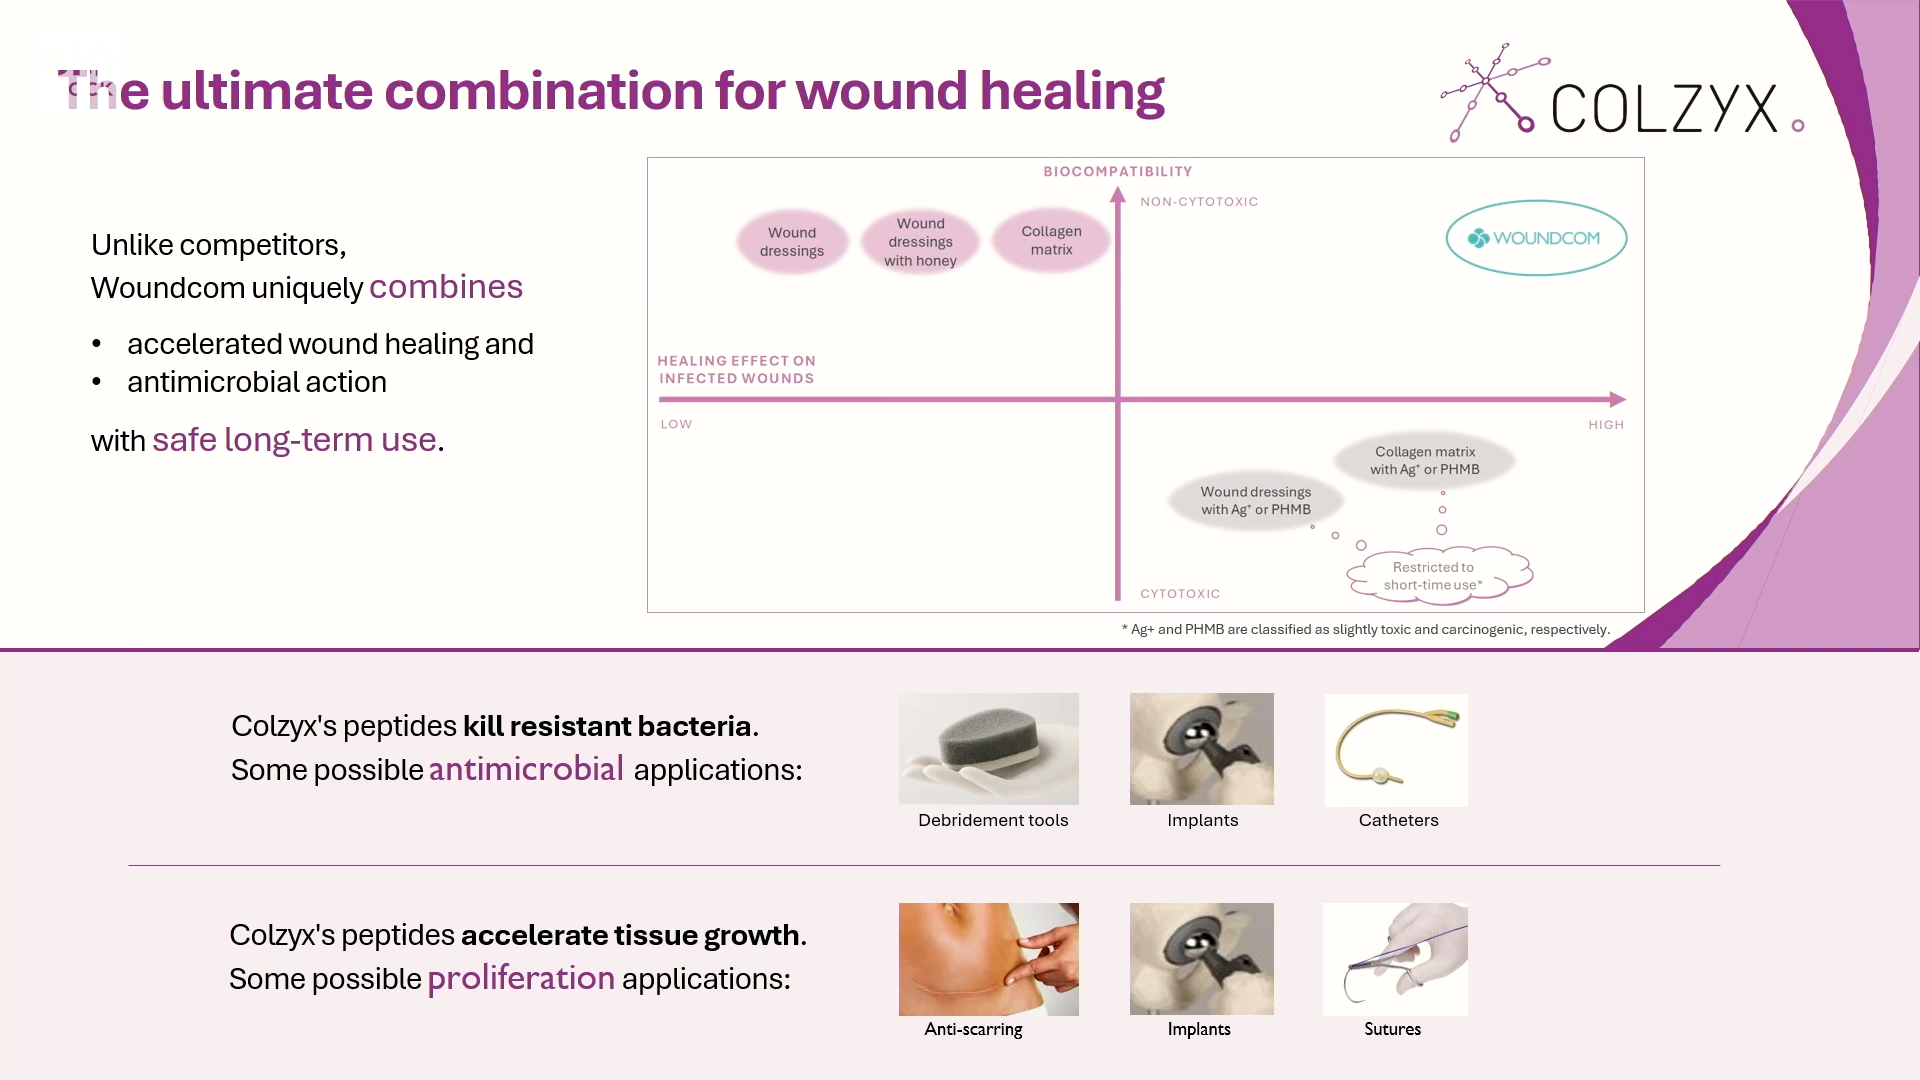 The ultimate combination for wound healing
COLZYX
Unlike competitors,
Woundcom uniquely combines
• accelerated wound healing and
• antimicrobial action
with safe long-term use.
BIOCOMPATIBILITY
NON-CYTOTOXIC
Wound
dressings
Wound
dressings
with honey
Collagen
matrix
WOUNDCOM
HEALING EFFECT ON
INFECTED WOUNDS
LOW
HIGH
Collagen matrix
with Ag⁺ or PHMB
Wound dressings
with Ag⁺ or PHMB
Restricted to
short-time use*
CYTOTOXIC
* Ag+ and PHMB are classified as slightly toxic and carcinogenic, respectively.
Colzyx's peptides kill resistant bacteria.
Some possible antimicrobial applications:
Debridement tools
Implants
Catheters
Colzyx's peptides accelerate tissue growth.
Some possible proliferation applications:
Anti-scarring
Implants
Sutures